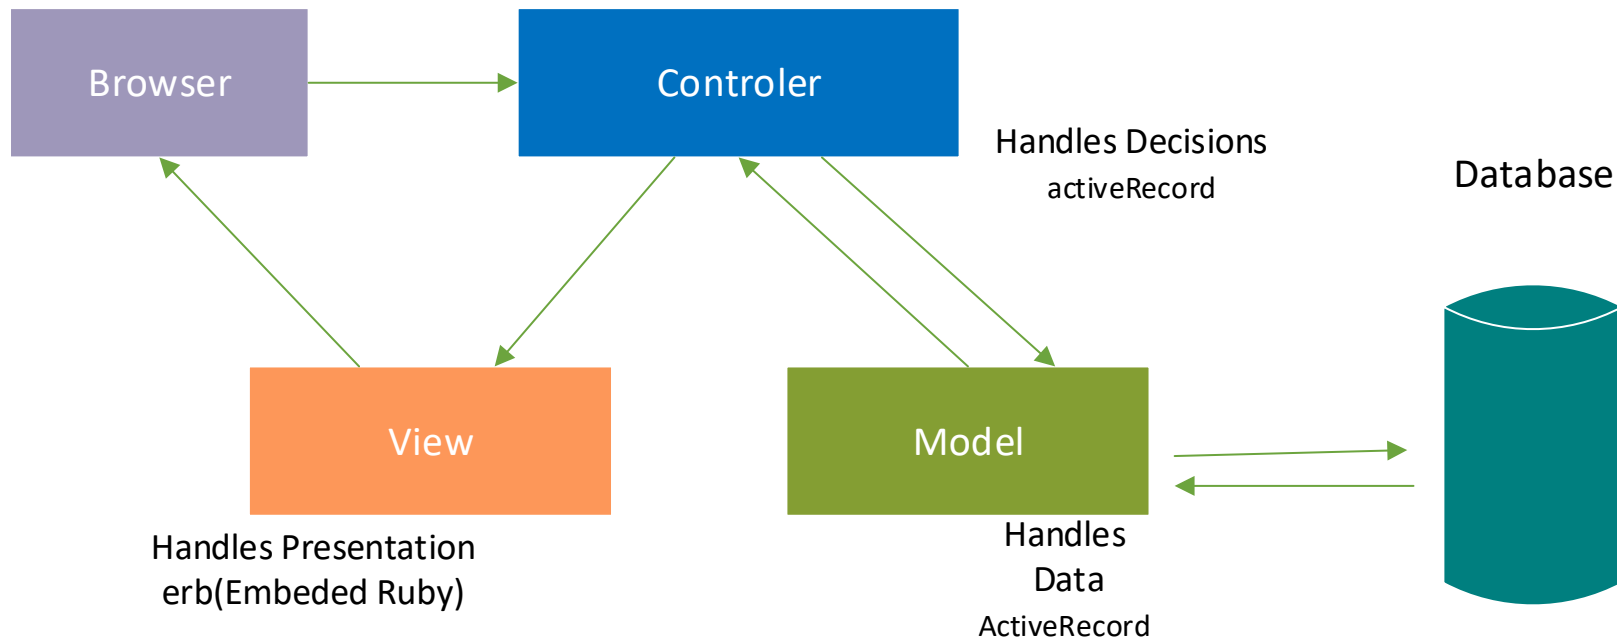 Browser
Controler
Handles Decisions
activeRecord
Database
View
Model
Handles Presentation
erb(Embeded Ruby)
Handles
Data
ActiveRecord